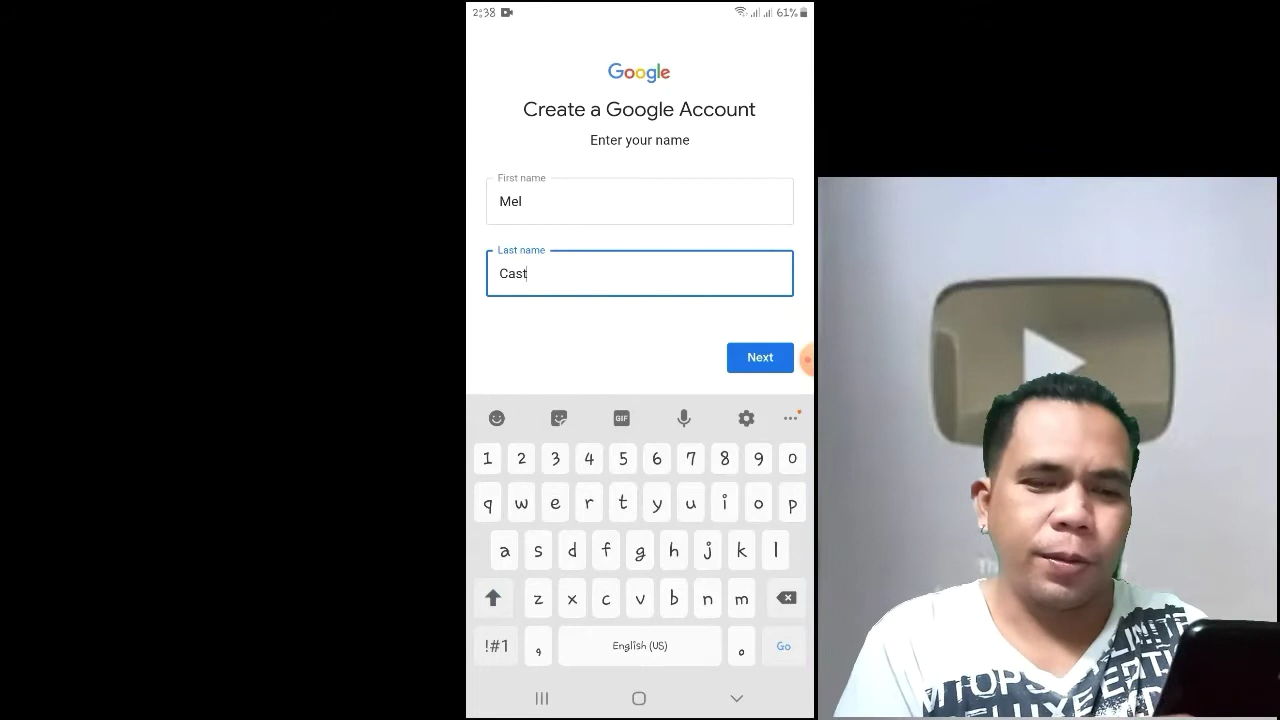 2:38 61%
Google
Create a Google Account
Enter your name
First name
Mel
Last name
Cast
Next
GIF
1 2 3 4 5 6 7 8 9 0
q w e r t y u i o p
a s d f g h j k l
z x c v b n m
!#1 , English (US) . Go